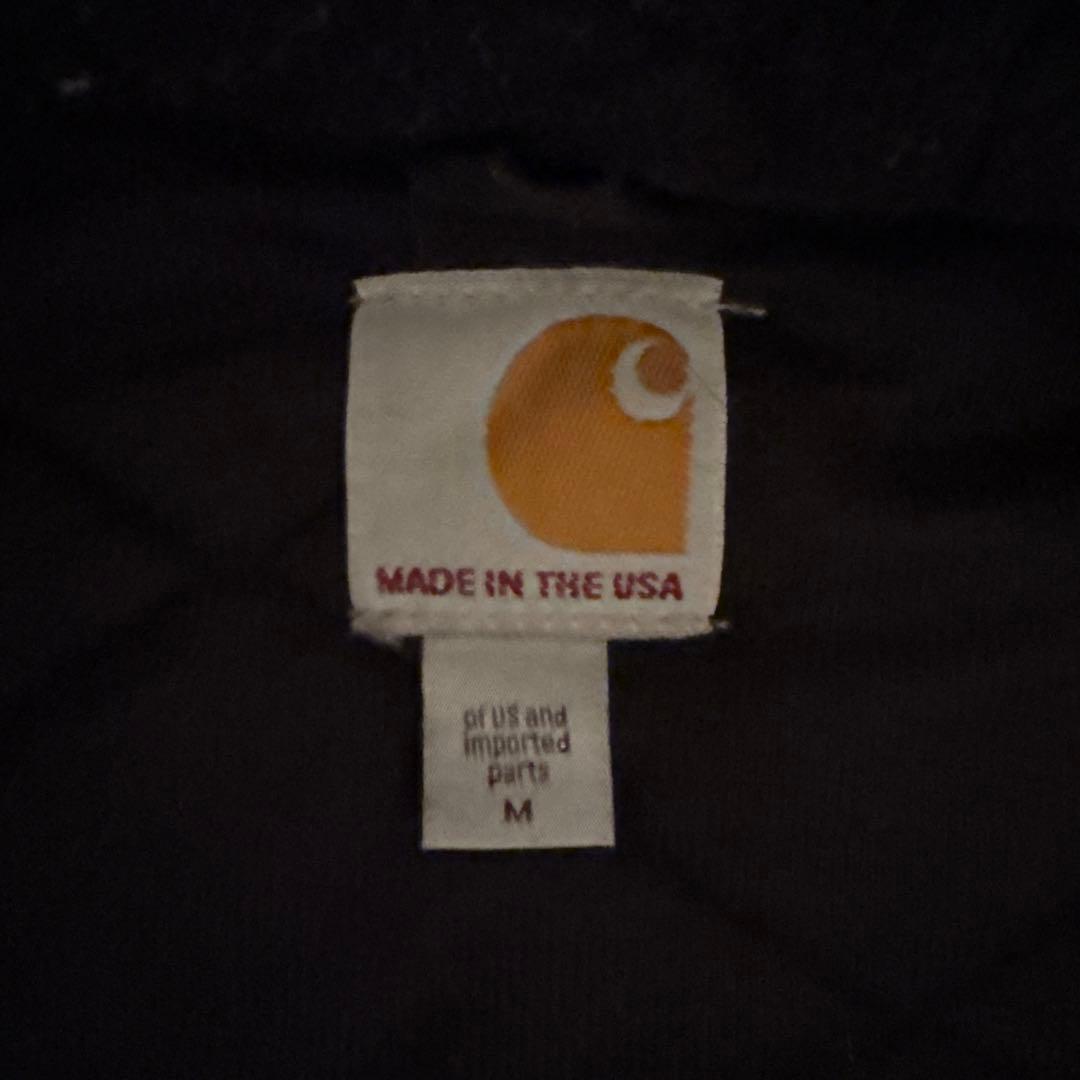 MADE IN THE USA
of US and
imported
parts
M